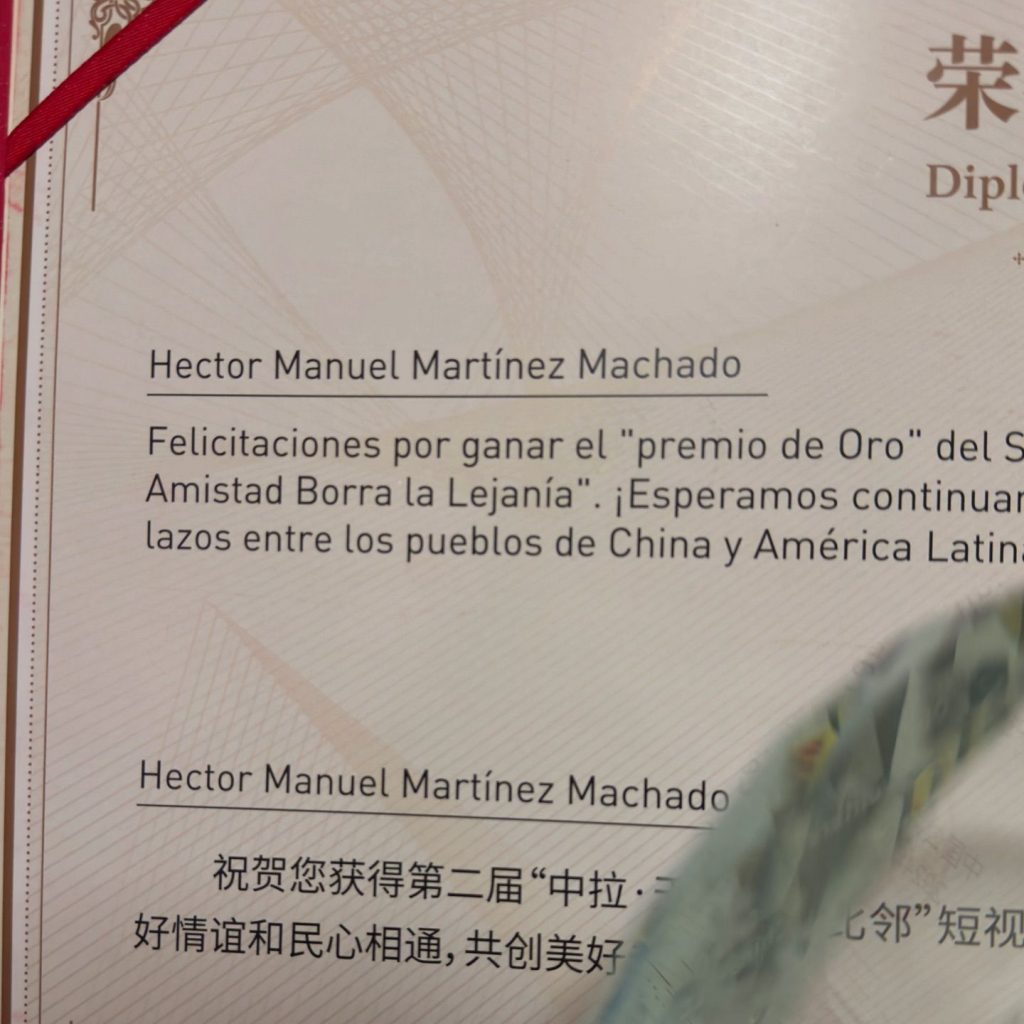 荣
Hector Manuel Martínez Machado
Felicitaciones por ganar el "premio de Oro" del
Amistad Borra la Lejanía". ¡Esperamos continuar
lazos entre los pueblos de China y América Latina
Hector Manuel Martínez Machado
祝贺您获得第二届“中拉· 比邻”短视
好情谊和民心相通,共创美好